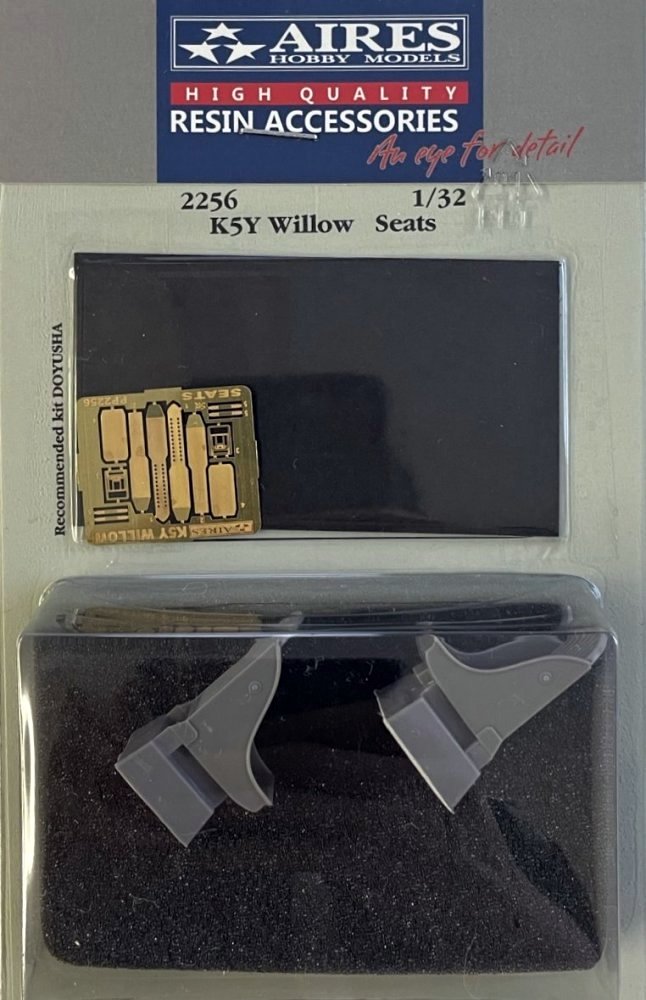 AIRES
HOBBY MODELS
HIGH QUALITY
RESIN ACCESSORIES
An eye for detail
2256 1/32
K5Y Willow Seats
Recommended kit DOYUSHA
SEATS PP2256
AIRES K5Y WILLOW